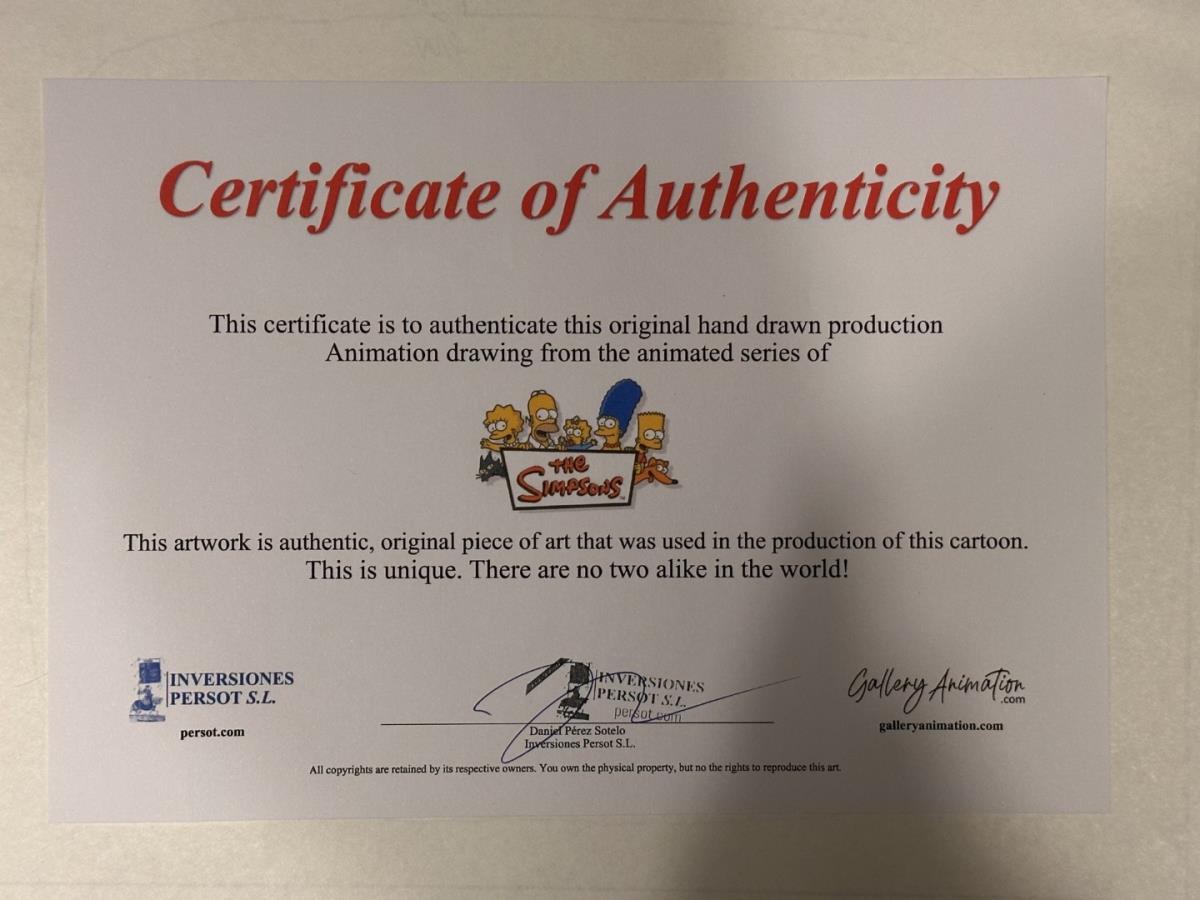 Certificate of Authenticity
This certificate is to authenticate this original hand drawn production
Animation drawing from the animated series of
THE
SIMPSONS
TM
This artwork is authentic, original piece of art that was used in the production of this cartoon.
This is unique. There are no two alike in the world!
INVERSIONES
PERSOT S.L.
persot.com
INVERSIONES
PERSOT S.L.
persot.com
Daniel Pérez Sotelo
Inversiones Persot S.L.
Gallery Animation
.com
galleryanimation.com
All copyrights are retained by its respective owners. You own the physical property, but no the rights to reproduce this art.